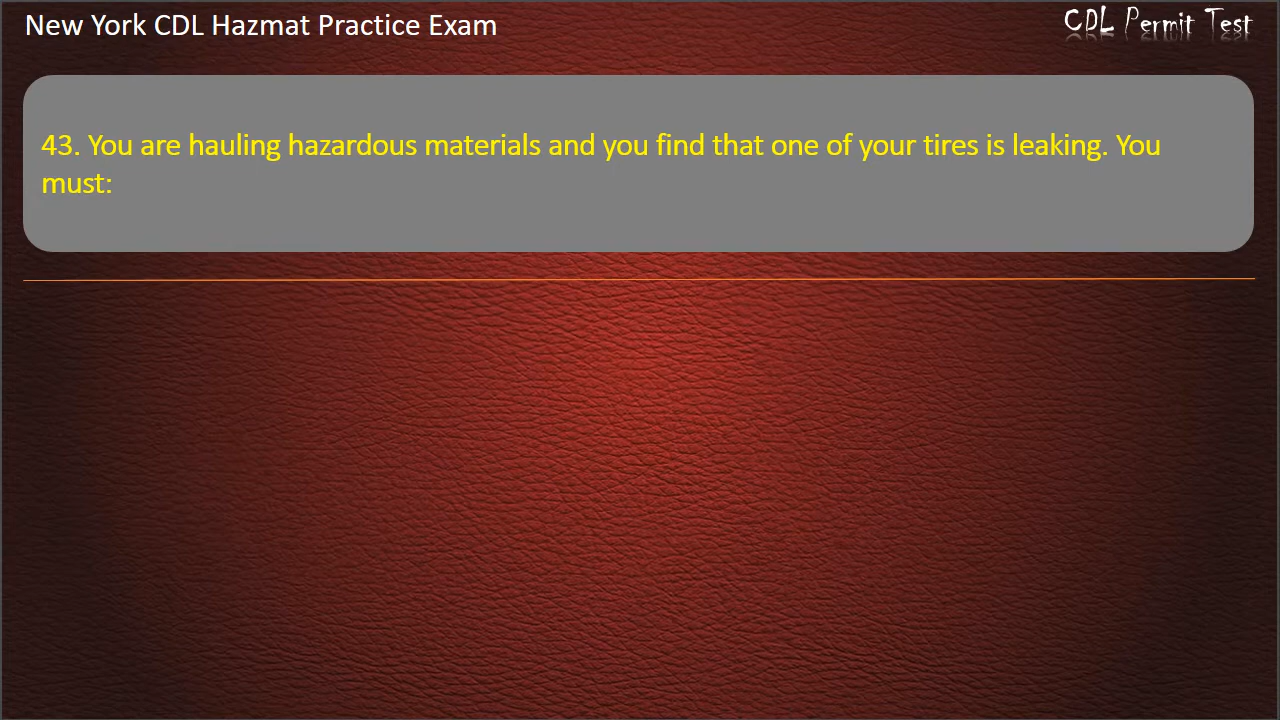 New York CDL Hazmat Practice Exam
CDL Permit Test
43. You are hauling hazardous materials and you find that one of your tires is leaking. You
must: